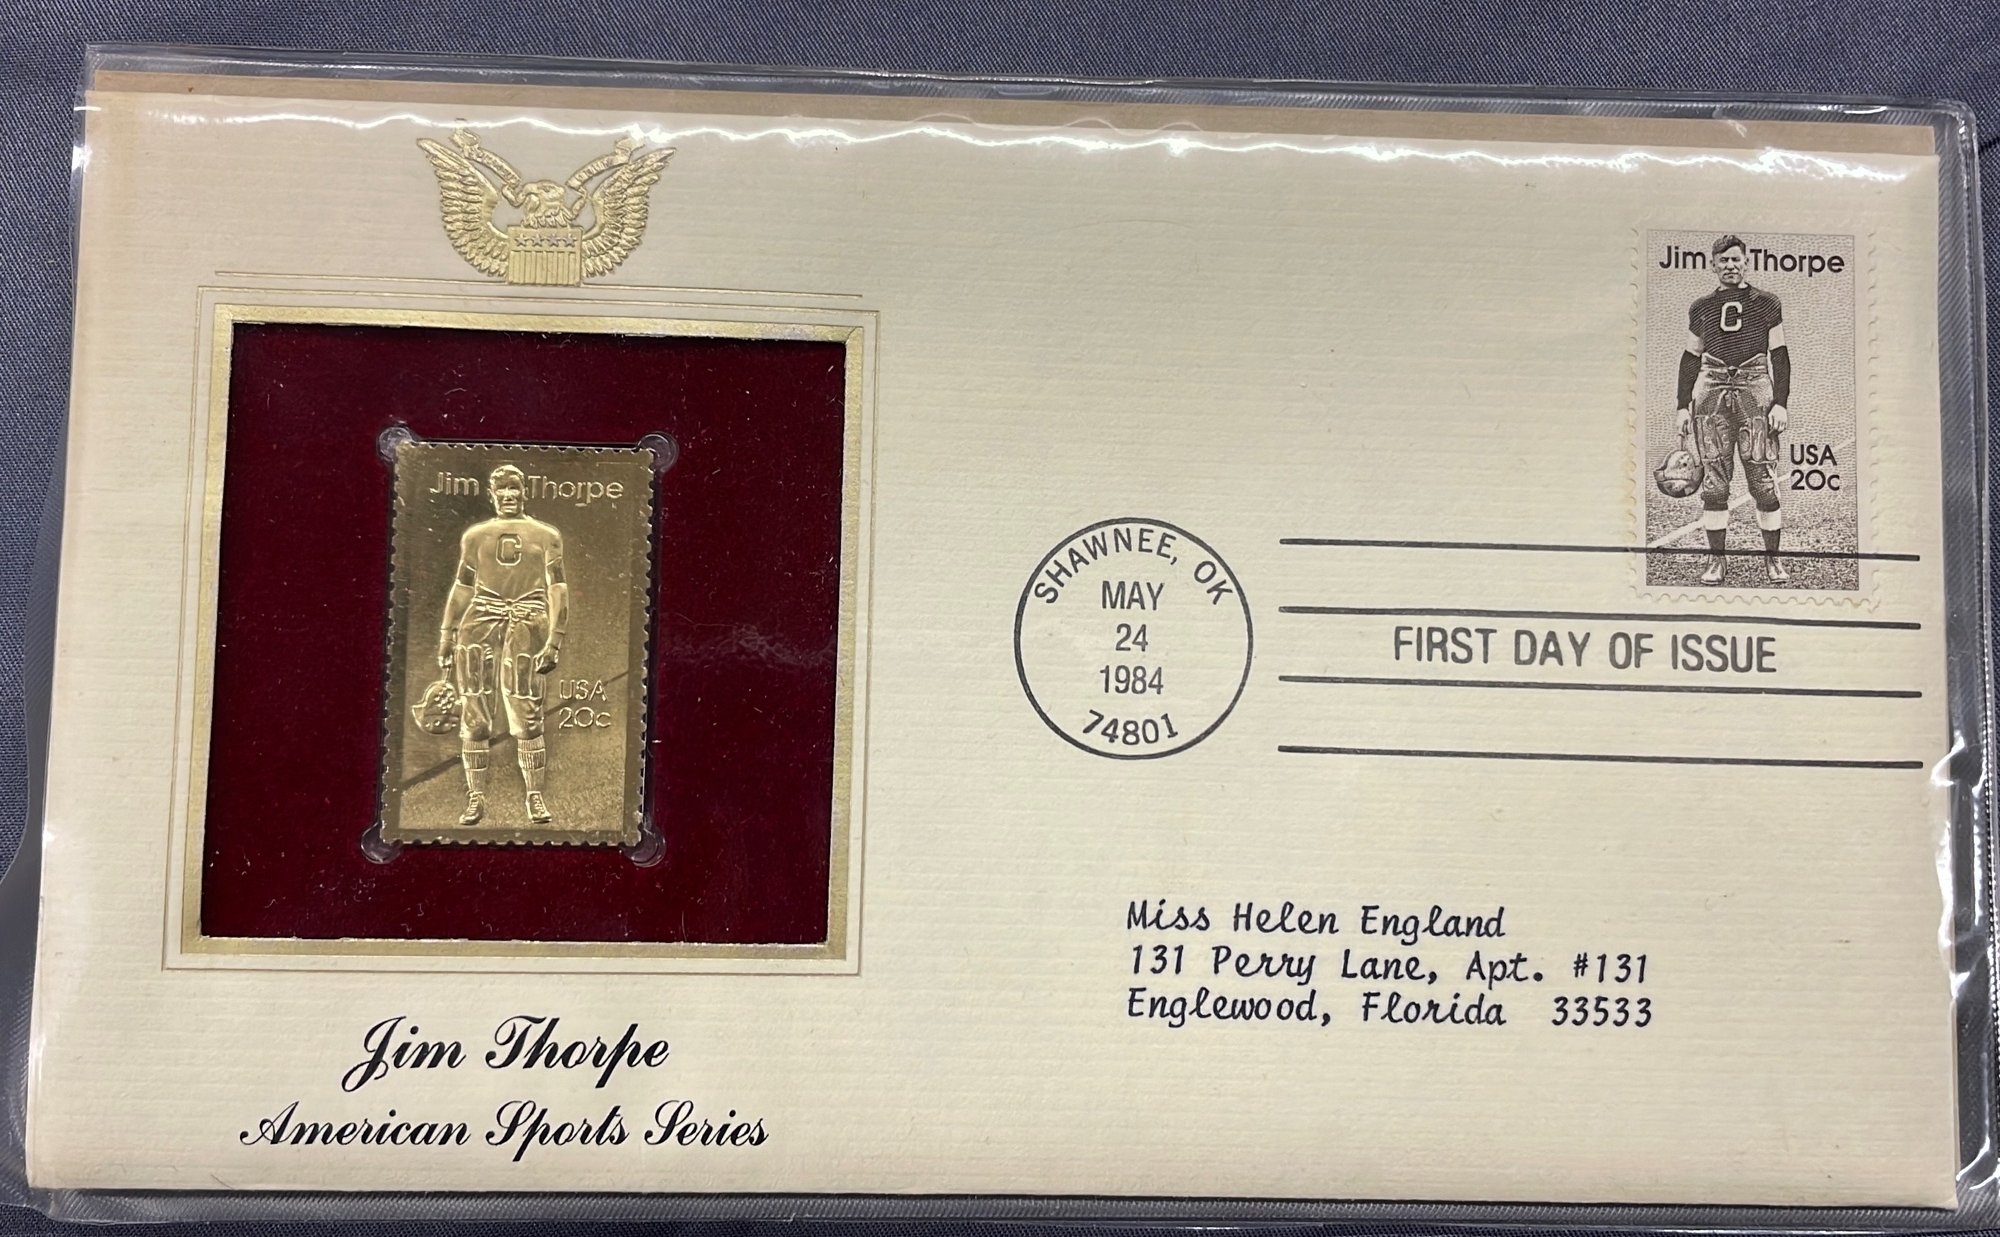 Jim Thorpe
C
USA
20c
Jim Thorpe
C
USA
20c
SHAWNEE, OK
MAY
24
1984
74801
FIRST DAY OF ISSUE
Miss Helen England
131 Perry Lane, Apt. #131
Englewood, Florida 33533
Jim Thorpe
American Sports Series